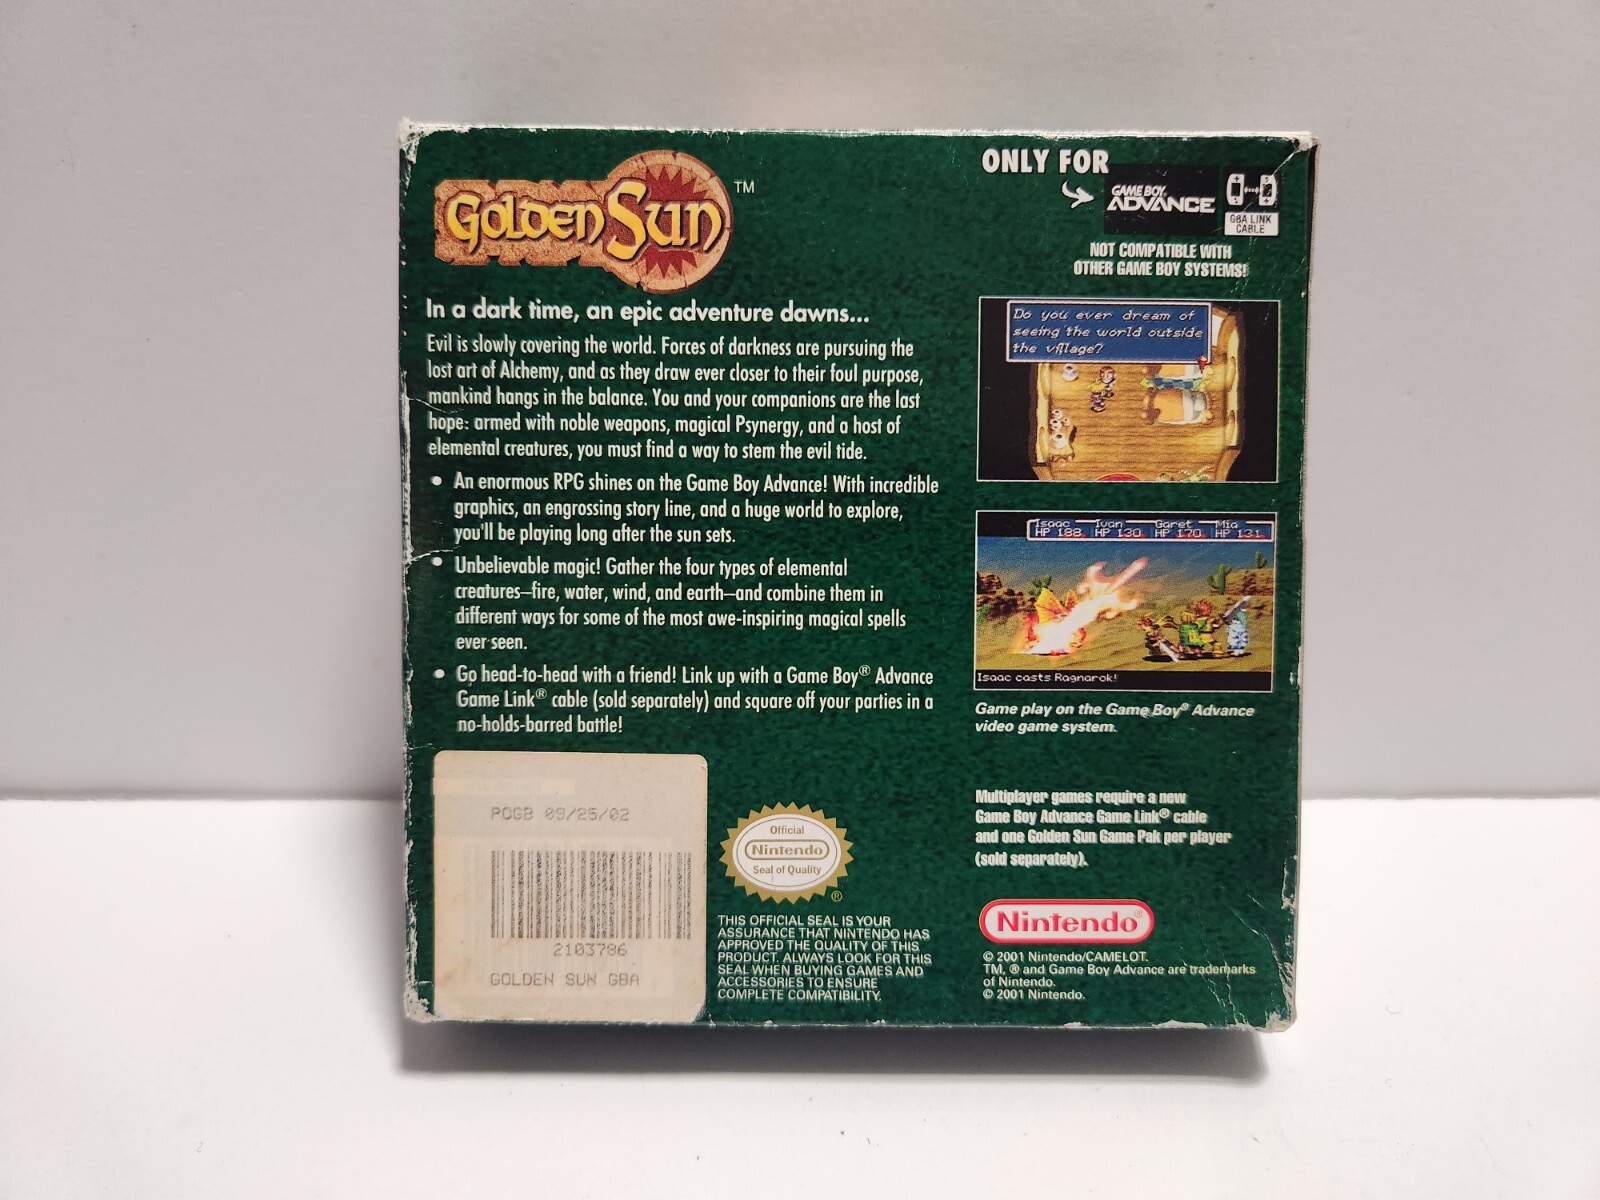 GOLDEN SUN™
In a dark time, an epic adventure dawns...
Evil is slowly covering the world. Forces of darkness are pursuing the
lost art of Alchemy, and as they draw ever closer to their foul purpose,
mankind hangs in the balance. You and your companions are the last
hope: armed with noble weapons, magical Psynergy, and a host of
elemental creatures, you must find a way to stem the evil tide.
• An enormous RPG shines on the Game Boy Advance! With incredible
graphics, an engrossing story line, and a huge world to explore,
you'll be playing long after the sun sets.
• Unbelievable magic! Gather the four types of elemental
creatures—fire, water, wind, and earth—and combine them in
different ways for some of the most awe-inspiring magical spells
ever seen.
• Go head-to-head with a friend! Link up with a Game Boy® Advance
Game Link® cable (sold separately) and square off your parties in a
no-holds-barred battle!
POGB 09/25/02
2103786
GOLDEN SUN GBA
Official
Nintendo
Seal of Quality
®
THIS OFFICIAL SEAL IS YOUR
ASSURANCE THAT NINTENDO HAS
APPROVED THE QUALITY OF THIS
PRODUCT. ALWAYS LOOK FOR THIS
SEAL WHEN BUYING GAMES AND
ACCESSORIES TO ENSURE
COMPLETE COMPATIBILITY.
ONLY FOR
GAME BOY ADVANCE
GBA LINK
CABLE
NOT COMPATIBLE WITH
OTHER GAME BOY SYSTEMS!
Do you ever dream of
seeing the world outside
the village?
Isaac Ivan Garet Mia
HP 188 HP 130 HP 170 HP 131
Isaac casts Ragnarok!
Game play on the Game Boy® Advance
video game system.
Multiplayer games require a new
Game Boy Advance Game Link® cable
and one Golden Sun Game Pak per player
(sold separately).
Nintendo®
© 2001 Nintendo/CAMELOT.
TM, ® and Game Boy Advance are trademarks
of Nintendo.
© 2001 Nintendo.